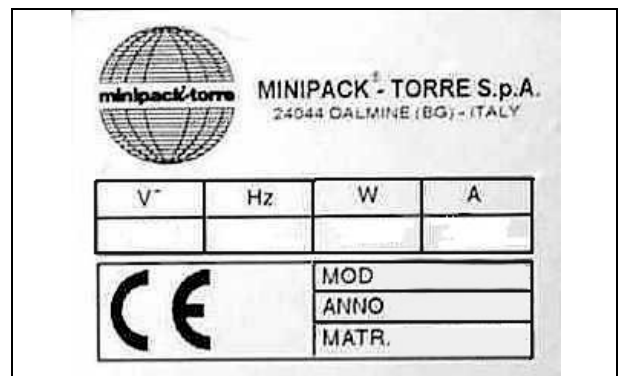 minipack-torre
MINIPACK®- TORRE S.p.A.
24044 DALMINE (BG) - ITALY
V~ Hz W A
CE
MOD
ANNO
MATR.